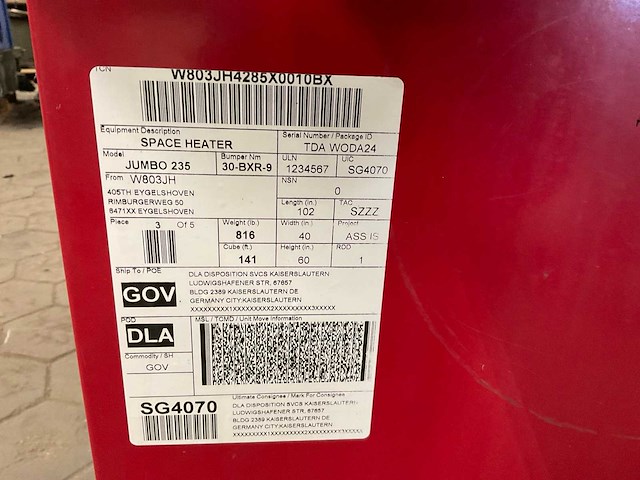 TCN
W803JH4285X0010BX
Equipment Description
SPACE HEATER
Serial Number / Package ID
TDA WODA24
Model
JUMBO 235
Bumper Nm
30-BXR-9
ULN
1234567
UIC
SG4070
From W803JH
405TH EYGELSHOVEN
RIMBURGERWEG 50
6471XX EYGELSHOVEN
NSN
0
Length (in.)
102
TAC
SZZZ
Piece
3 Of 5
Weight (lb.)
816
Width (in.)
40
Project
ASS IS
Cube (ft.)
141
Height (in.)
60
RDD
1
Ship To / POE
GOV
DLA DISPOSITION SVCS KAISERSLAUTERN
LUDWIGSHAFENER STR, 67657
BLDG 2389 KAISERSLAUTERN DE
GERMANY CITY,KAISERSLAUTERN
XXXXXXXXX1XXXXXXXXX2XXXXXXXXX3XXXXX
POD
DLA
MSL / TCMD / Unit Move Information
Commodity / SH
GOV
SG4070
Ultimate Consignee / Mark For Consignee
DLA DISPOSITION SVCS KAISERSLAUTERN
LUDWIGSHAFENER STR, 67657
BLDG 2389 KAISERSLAUTERN DE
GERMANY CITY,KAISERSLAUTERN
XXXXXXXXX1XXXXXXXXX2XXXXXXXXX3XXXXX